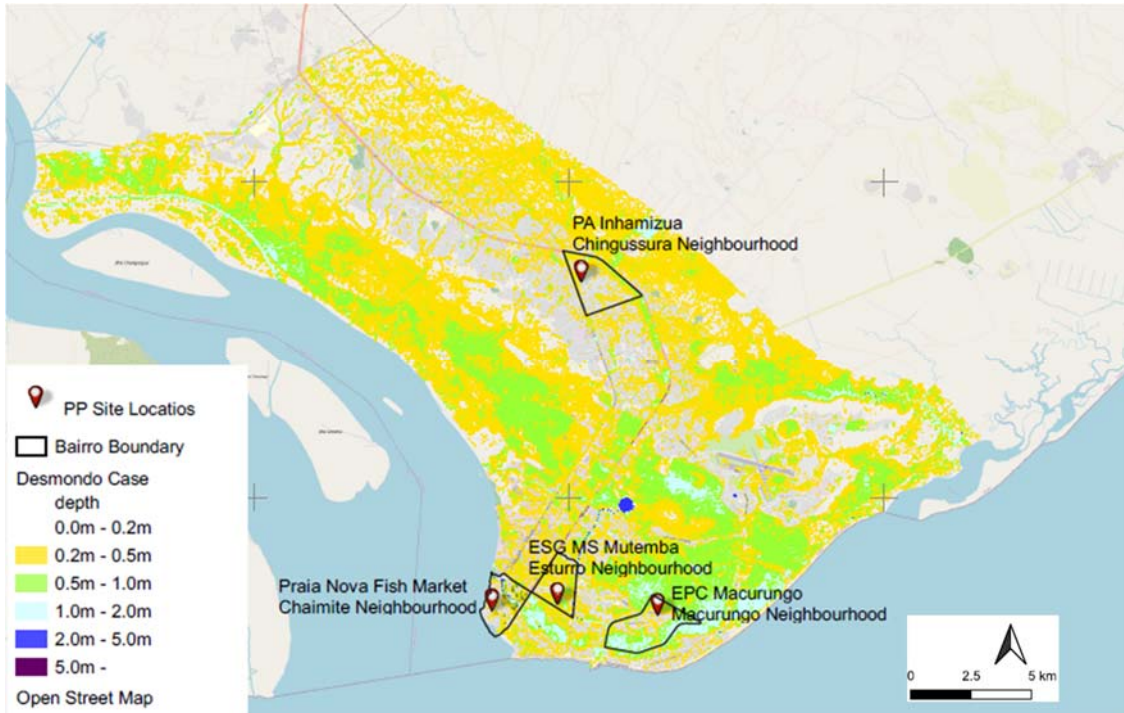 PA Inhamizua
Chingussura Neighbourhood
ESG MS Mutemba
Esturro Neighbourhood
Praia Nova Fish Market
Chaimite Neighbourhood
EPC Macurungo
Macurungo Neighbourhood
PP Site Locatios
Bairro Boundary
Desmondo Case
depth
0.0m - 0.2m
0.2m - 0.5m
0.5m - 1.0m
1.0m - 2.0m
2.0m - 5.0m
5.0m -
Open Street Map
0 2.5 5 km